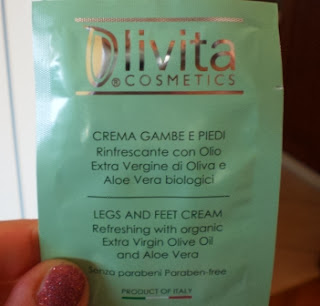 Olivita
® COSMETICS
CREMA GAMBE E PIEDI
Rinfrescante con Olio
Extra Vergine di Oliva e
Aloe Vera biologici
LEGS AND FEET CREAM
Refreshing with organic
Extra Virgin Olive Oil
and Aloe Vera
Senza parabeni Paraben-free
PRODUCT OF ITALY